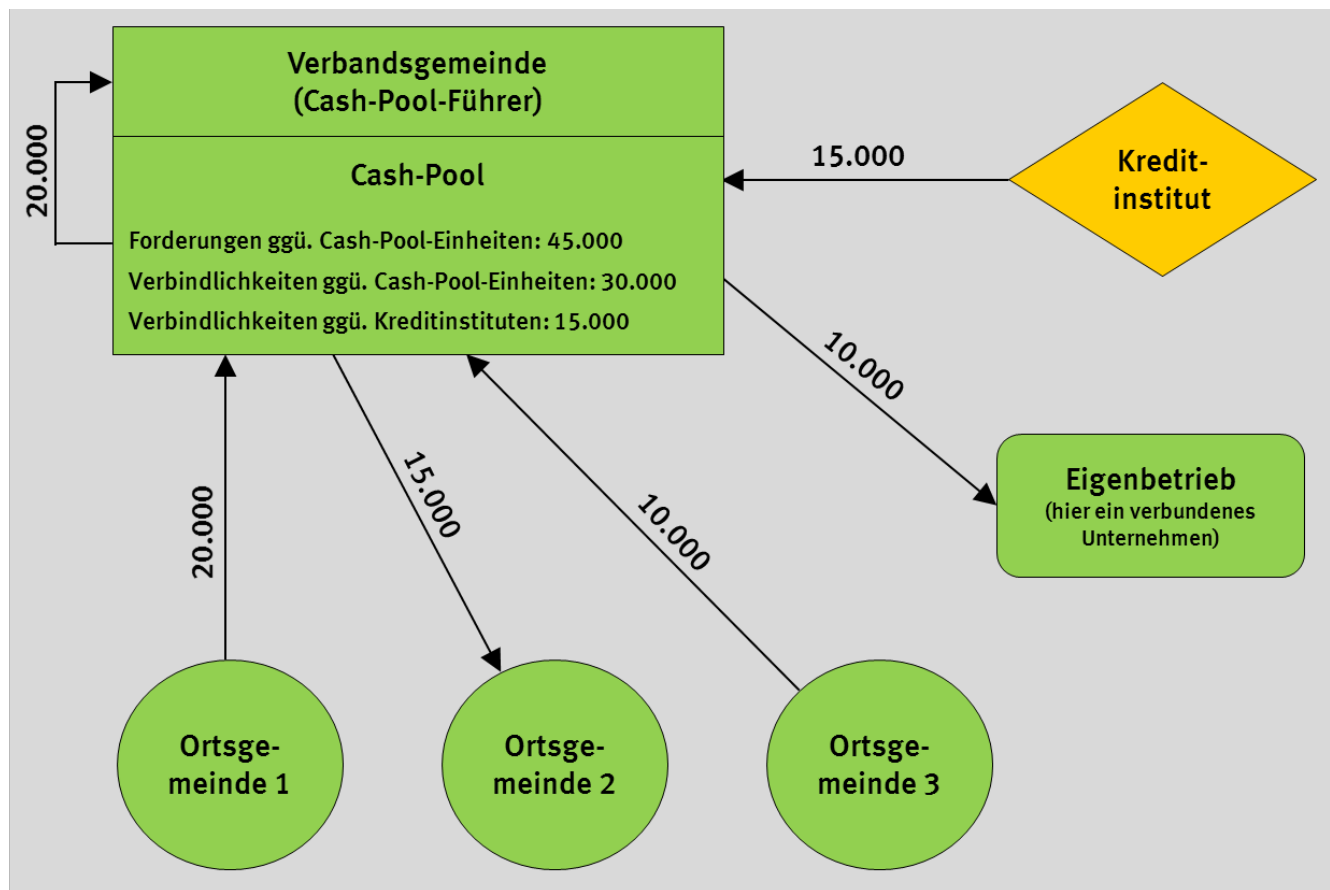 Verbandsgemeinde
(Cash-Pool-Führer)
20.000
Cash-Pool
Forderungen ggü. Cash-Pool-Einheiten: 45.000
Verbindlichkeiten ggü. Cash-Pool-Einheiten: 30.000
Verbindlichkeiten ggü. Kreditinstituten: 15.000
15.000
Kredit-
institut
10.000
Eigenbetrieb
(hier ein verbundenes
Unternehmen)
20.000
15.000
10.000
Ortsge-
meinde 1
Ortsge-
meinde 2
Ortsge-
meinde 3